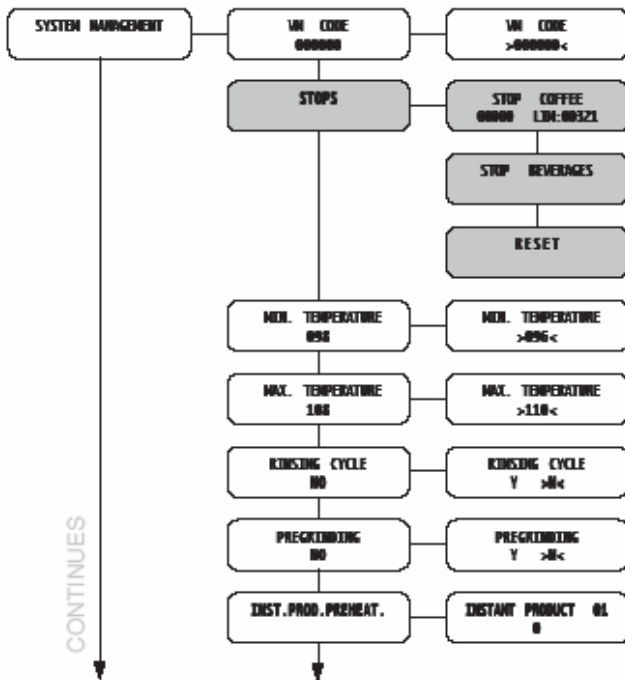 SYSTEM MANAGEMENT
VM CODE
000000
VM CODE
>000000<
STOPS
STOP COFFEE
00000 LIM:00321
STOP BEVERAGES
RESET
MIN. TEMPERATURE
098
MIN. TEMPERATURE
>096<
MAX. TEMPERATURE
108
MAX. TEMPERATURE
>110<
RINSING CYCLE
NO
RINSING CYCLE
Y >N<
PREGRINDING
NO
PREGRINDING
Y >N<
INST.PROD.PREHEAT.
INSTANT PRODUCT 01
0
CONTINUES